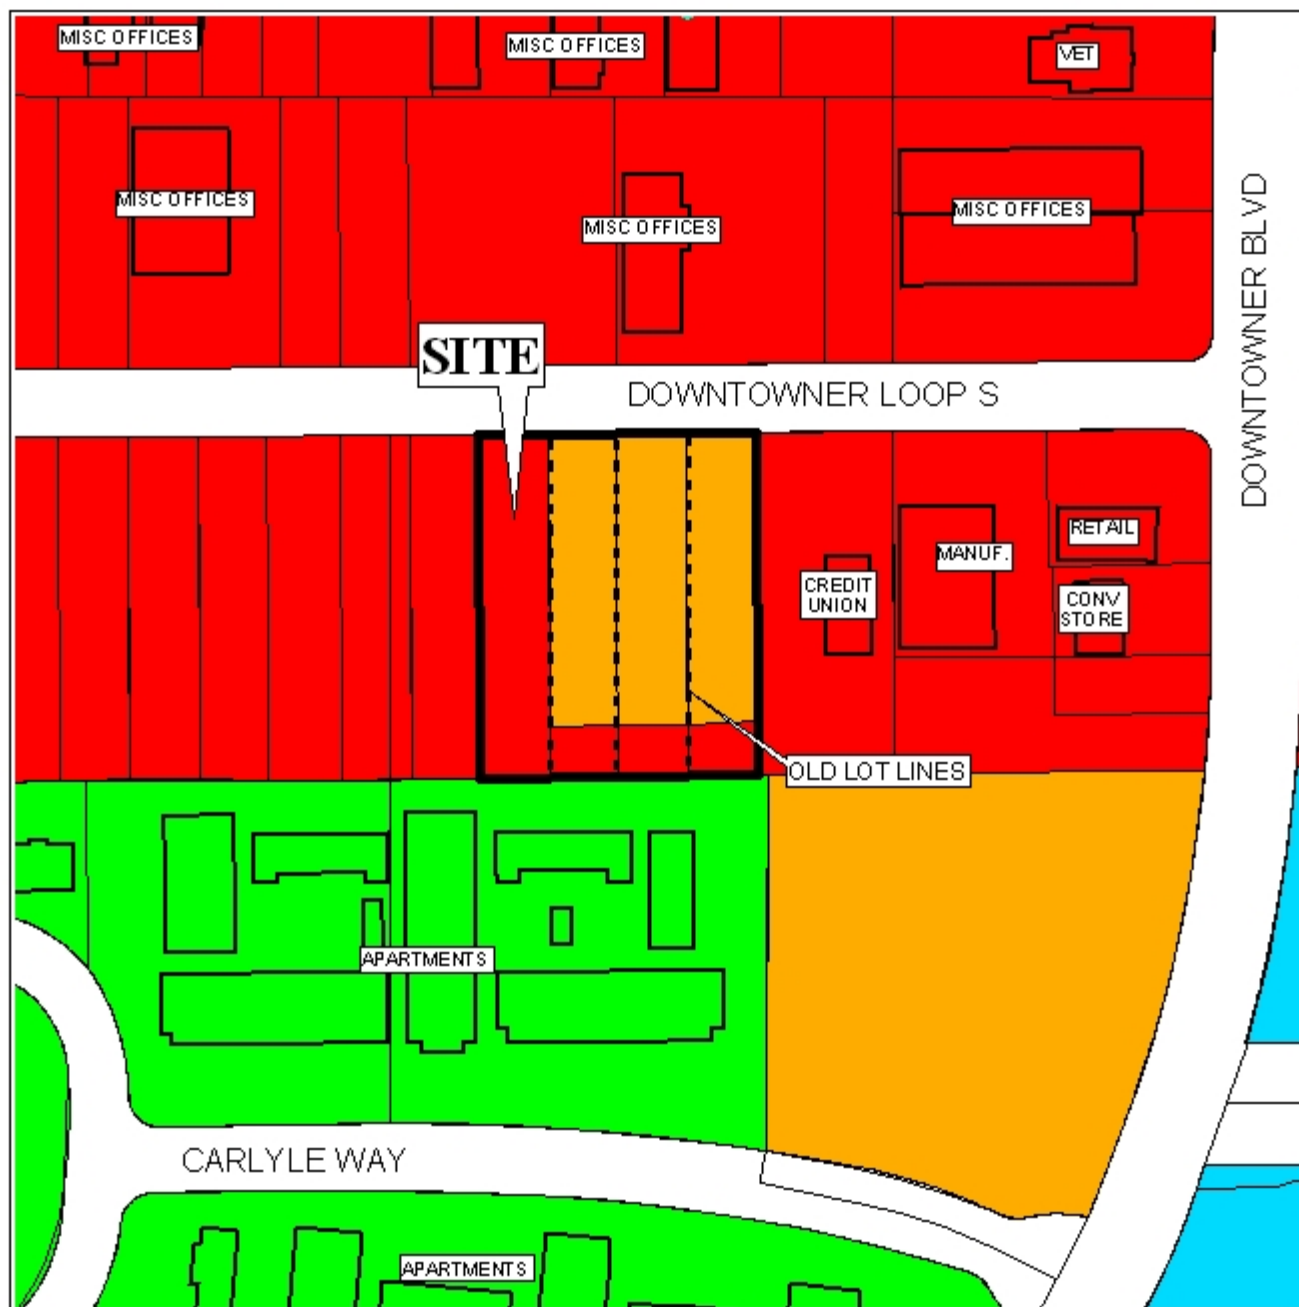 MISC OFFICES
MISC OFFICES
VET
MISC OFFICES
MISC OFFICES
MISC OFFICES
DOWNTOWNER BLVD
SITE
DOWNTOWNER LOOP S
RETAIL
MANUF.
CREDIT
UNION
CONV
STORE
OLD LOT LINES
APARTMENTS
CARLYLE WAY
APARTMENTS